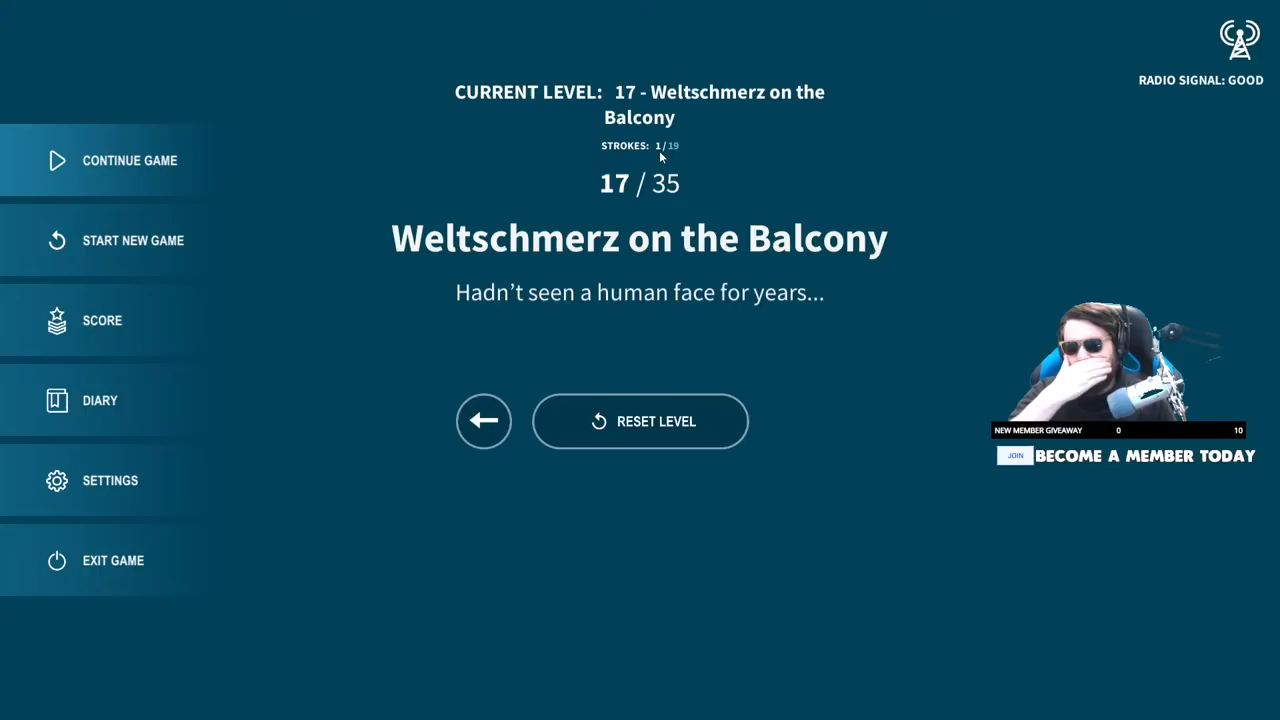 RADIO SIGNAL: GOOD
CURRENT LEVEL: 17 - Weltschmerz on the
Balcony
STROKES: 1 / 19
17 / 35
Weltschmerz on the Balcony
Hadn't seen a human face for years...
CONTINUE GAME
START NEW GAME
SCORE
DIARY
SETTINGS
EXIT GAME
RESET LEVEL
NEW MEMBER GIVEAWAY 0 10
JOIN BECOME A MEMBER TODAY